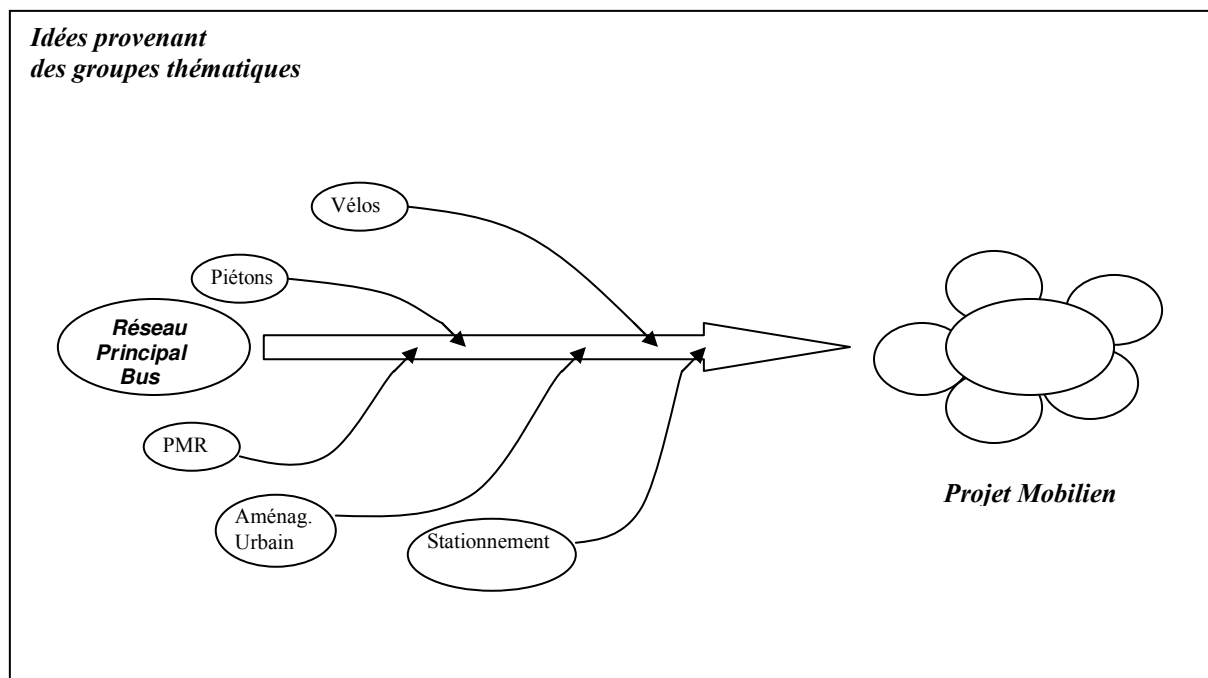 Idées provenant
des groupes thématiques
Vélos
Piétons
Réseau
Principal
Bus
PMR
Aménag.
Urbain
Stationnement
Projet Mobilien